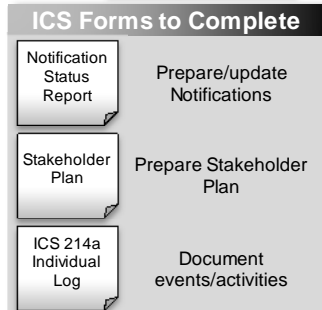 ICS Forms to Complete
Notification
Status
Report
Prepare/update
Notifications
Stakeholder
Plan
Prepare Stakeholder
Plan
ICS 214a
Individual
Log
Document
events/activities